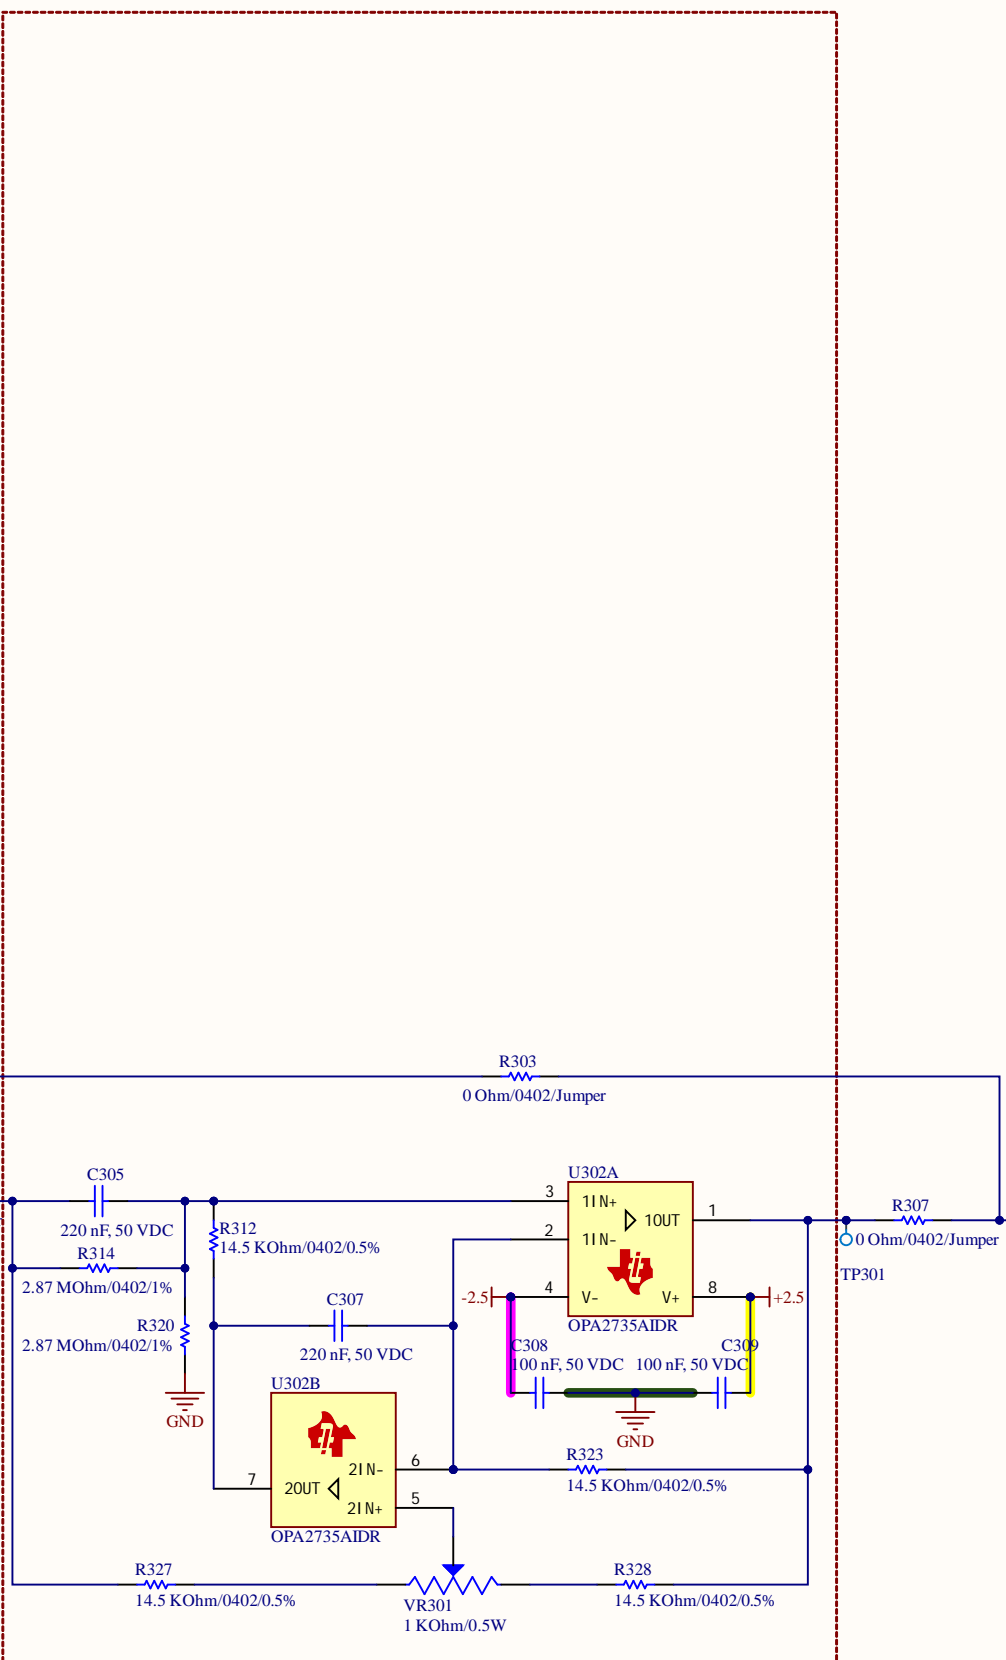 R303
0 Ohm/0402/Jumper
C305
220 nF, 50 VDC
R314
2.87 MOhm/0402/1%
R320
2.87 MOhm/0402/1%
GND
R312
14.5 KOhm/0402/0.5%
C307
220 nF, 50 VDC
U302A
3
1IN+
2
1IN-
1OUT
1
4
V-
V+
8
-2.5
+2.5
OPA2735AIDR
R307
0 Ohm/0402/Jumper
TP301
C308
100 nF, 50 VDC
C309
100 nF, 50 VDC
GND
U302B
7
2OUT
2IN-
6
2IN+
5
OPA2735AIDR
R323
14.5 KOhm/0402/0.5%
R327
14.5 KOhm/0402/0.5%
VR301
1 KOhm/0.5W
R328
14.5 KOhm/0402/0.5%